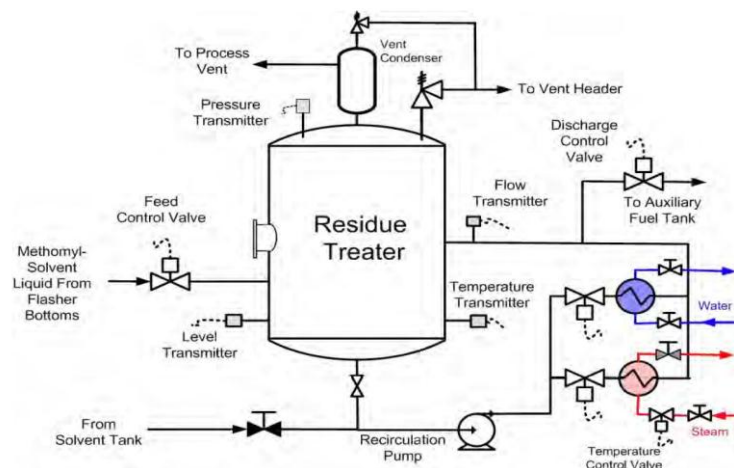 To Process
Vent
Vent
Condenser
Pressure
Transmitter
To Vent Header
Discharge
Control
Valve
Feed
Control Valve
Residue
Treater
Flow
Transmitter
To Auxiliary
Fuel Tank
Methomyl-
Solvent
Liquid From
Flasher
Bottoms
Temperature
Transmitter
Water
Level
Transmitter
From
Solvent Tank
Recirculation
Pump
Steam
Temperature
Control Valve